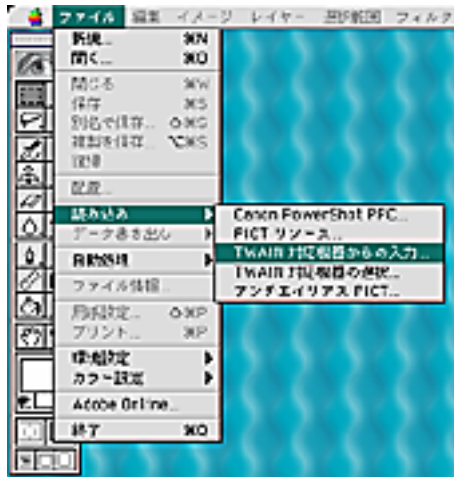 ファイル 編集 イメージ レイヤー 選択範囲 フィルタ
新規... ⌘N
開く... ⌘O
閉じる ⌘W
保存 ⌘S
別名で保存... ⇧⌘S
複製を保存... ⌥⌘S
復帰
配置...
読み込み
データ書き出し
自動処理
ファイル情報...
用紙設定... ⇧⌘P
プリント... ⌘P
環境設定
カラー設定
Adobe Online...
終了 ⌘Q
Canon PowerShot PPC...
PICT リソース...
TWAIN 対応機器からの入力...
TWAIN 対応機器の選択...
アンチエイリアス PICT...